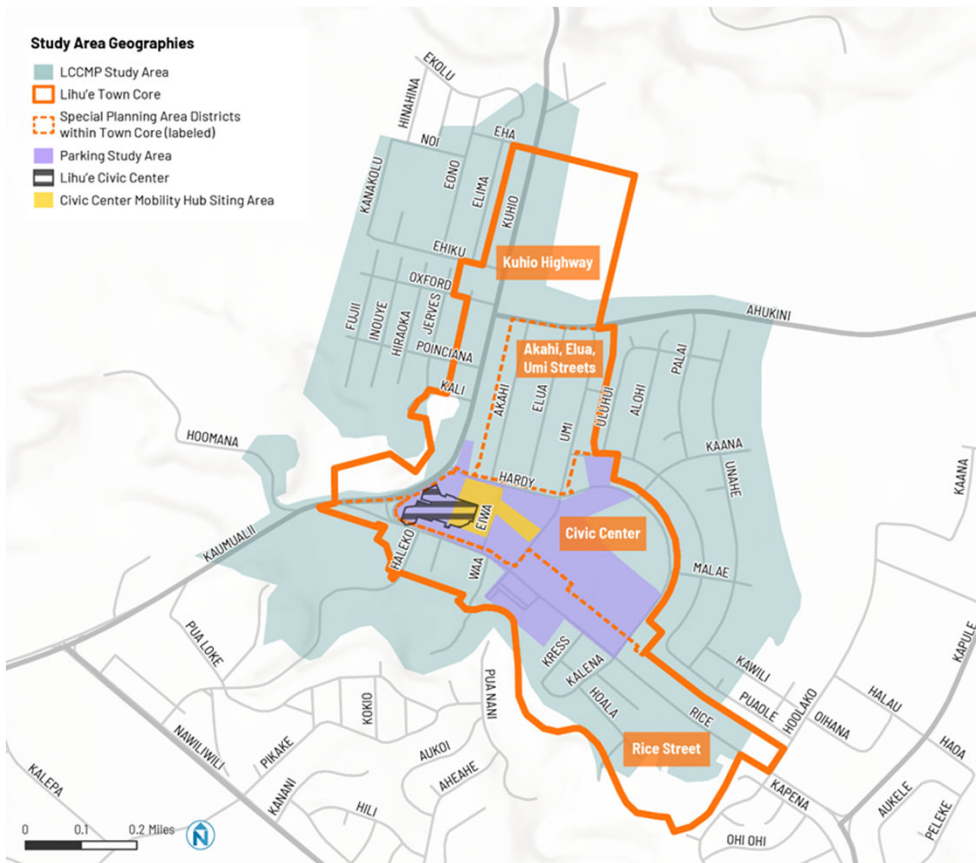 Study Area Geographies
LCCMP Study Area
Lihu'e Town Core
Special Planning Area Districts
within Town Core (labeled)
Parking Study Area
Lihu'e Civic Center
Civic Center Mobility Hub Siting Area
EKOLU
HINAHINA
NOI
EHA
EONO
ELIMA
KANAKOLU
KUHIO
EHIKU
Kuhio Highway
OXFORD
FUJII
INOUYE
HIRAOKA
JERVES
POINCIANA
AHUKINI
Akahi, Elua,
Umi Streets
PALAI
KALI
AKAHI
ELUA
UMI
ULUHUI
ALOHI
HOOMANA
KAANA
UNAHE
KAANA
HARDY
EIWA
Civic Center
KAUMUALII
HALEKO
WAA
MALAE
PUA LOKE
KRESS
KALENA
KAWILI
KAPULE
PUAOLE
HOOLAKO
HALAU
PUA NANI
HOALA
RICE
OIHANA
KOKIO
NAWILIWILI
PIKAKE
AUKOI
Rice Street
HAOA
KALEPA
KANANI
AHEAHE
KAPENA
AUKELE
PELEKE
HILI
OHI OHI
0
0.1
0.2 Miles
N